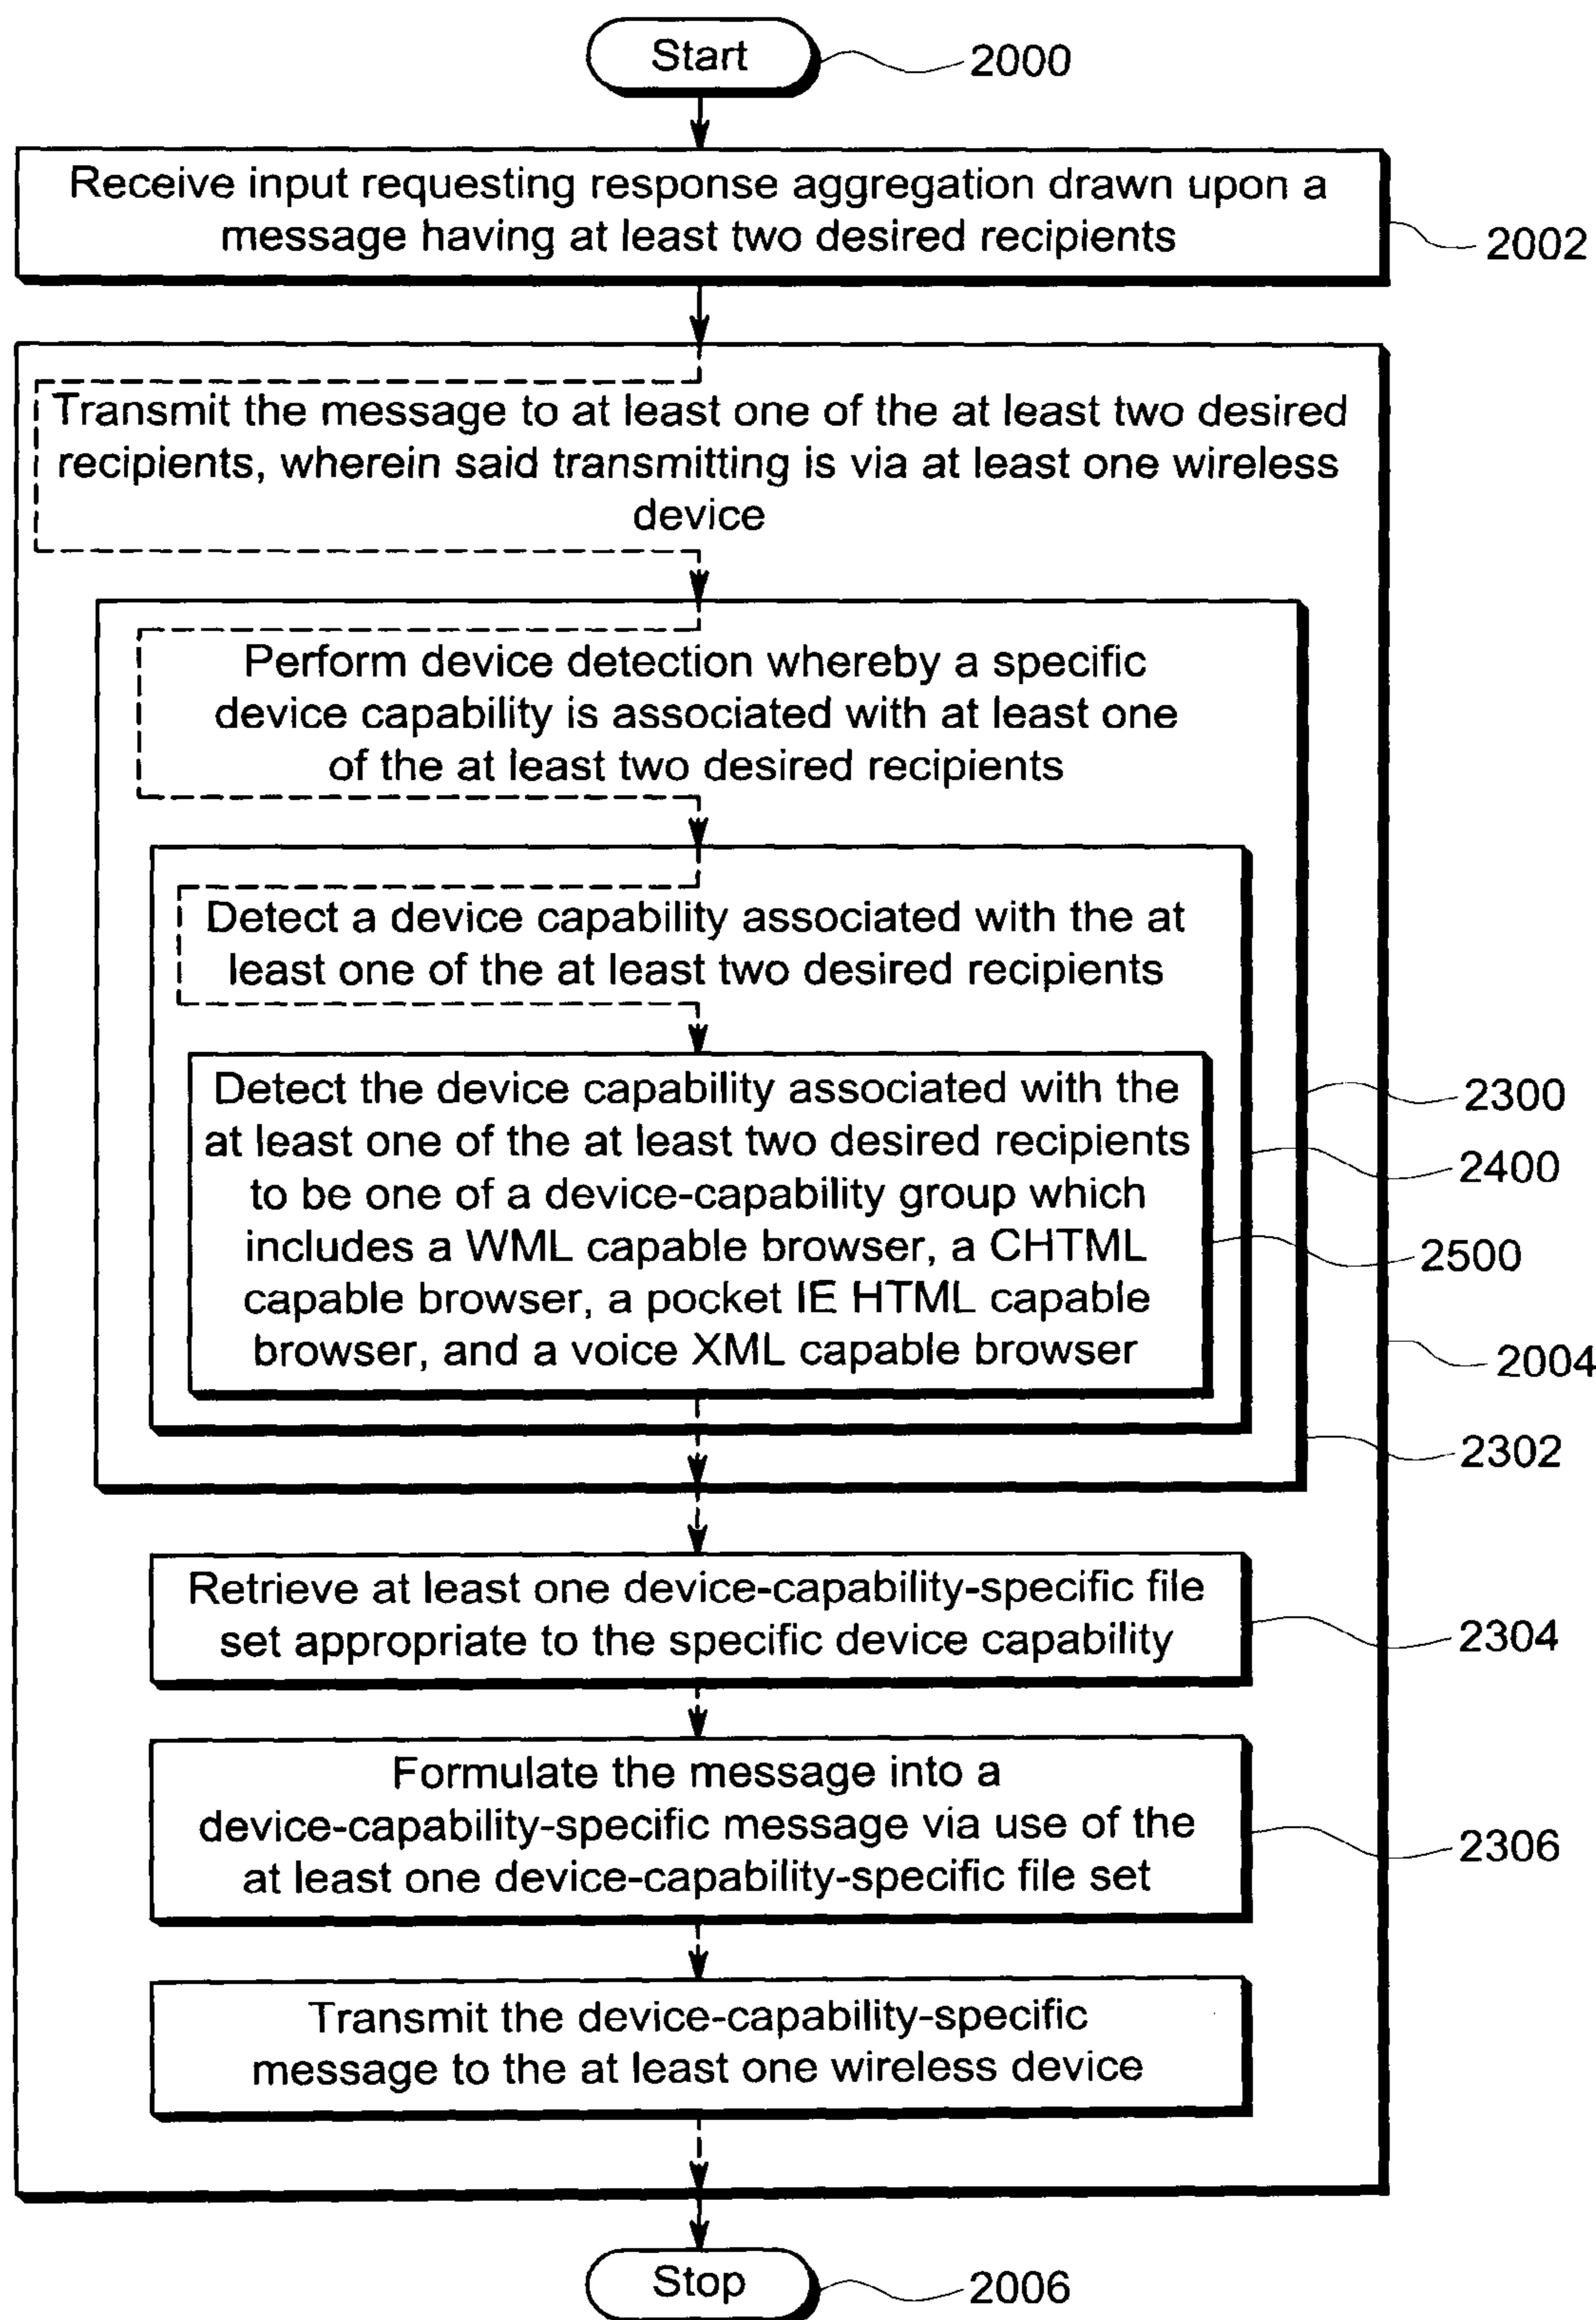 Start
2000
Receive input requesting response aggregation drawn upon a
message having at least two desired recipients
2002
Transmit the message to at least one of the at least two desired
recipients, wherein said transmitting is via at least one wireless
device
Perform device detection whereby a specific
device capability is associated with at least one
of the at least two desired recipients
Detect a device capability associated with the at
least one of the at least two desired recipients
Detect the device capability associated with the
at least one of the at least two desired recipients
to be one of a device-capability group which
includes a WML capable browser, a CHTML
capable browser, a pocket IE HTML capable
browser, and a voice XML capable browser
2300
2400
2500
2004
2302
Retrieve at least one device-capability-specific file
set appropriate to the specific device capability
2304
Formulate the message into a
device-capability-specific message via use of the
at least one device-capability-specific file set
2306
Transmit the device-capability-specific
message to the at least one wireless device
Stop
2006